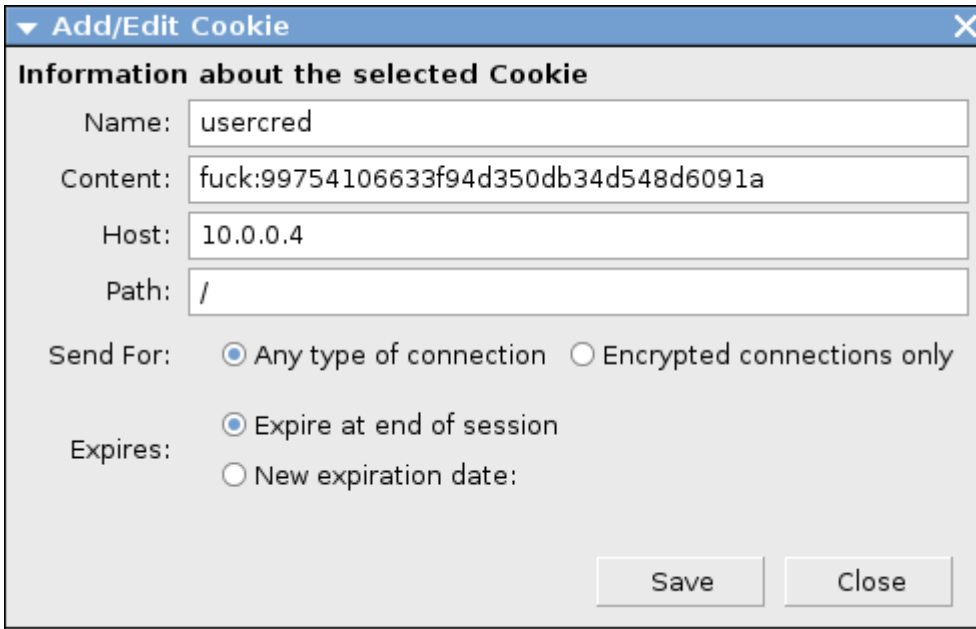 Add/Edit Cookie
Information about the selected Cookie
Name: usercred
Content: fuck:99754106633f94d350db34d548d6091a
Host: 10.0.0.4
Path: /
Send For: Any type of connection Encrypted connections only
Expires: Expire at end of session
New expiration date:
Save Close